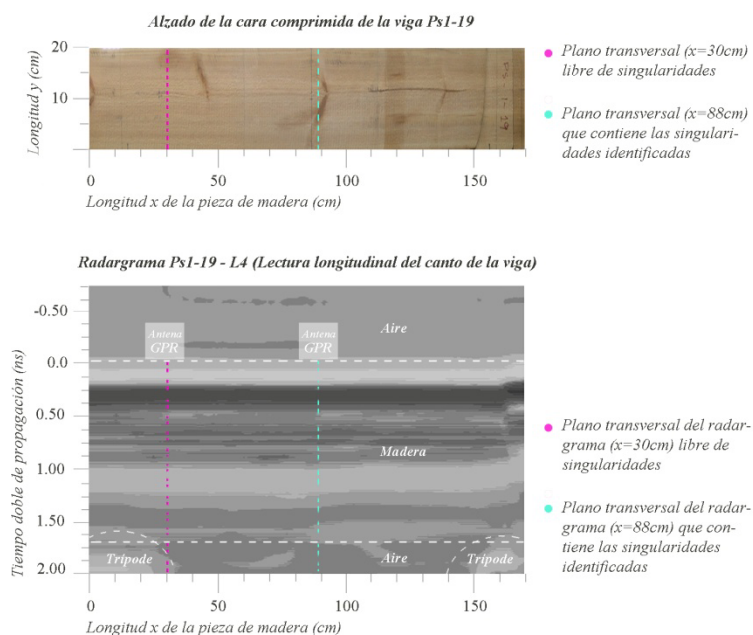 Alzado de la cara comprimida de la viga Ps1-19
Longitud y (cm)
20
10
0
50
100
150
Longitud x de la pieza de madera (cm)
Plano transversal (x=30cm)
libre de singularidades
Plano transversal (x=88cm)
que contiene las singulari-
dades identificadas
Radargrama Ps1-19 - L4 (Lectura longitudinal del canto de la viga)
Tiempo doble de propagación (ns)
-0.50
0.0
0.50
1.00
1.50
2.00
Aire
Antena
GPR
Antena
GPR
Madera
Trípode
Aire
Trípode
0
50
100
150
Longitud x de la pieza de madera (cm)
Plano transversal del radar-
grama (x=30cm) libre de
singularidades
Plano transversal del radar-
grama (x=88cm) que con-
tiene las singularidades
identificadas